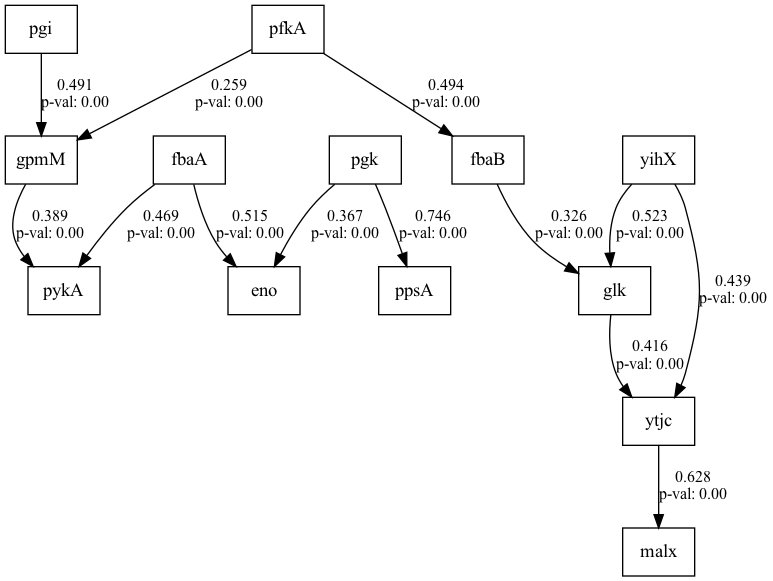 pgi
pfkA
0.491
p-val: 0.00
0.259
p-val: 0.00
0.494
p-val: 0.00
gpmM
fbaA
pgk
fbaB
yihX
0.389
p-val: 0.00
0.469
p-val: 0.00
0.515
p-val: 0.00
0.367
p-val: 0.00
0.746
p-val: 0.00
0.326
p-val: 0.00
0.523
p-val: 0.00
0.439
p-val: 0.00
pykA
eno
ppsA
glk
0.416
p-val: 0.00
ytjc
0.628
p-val: 0.00
malx